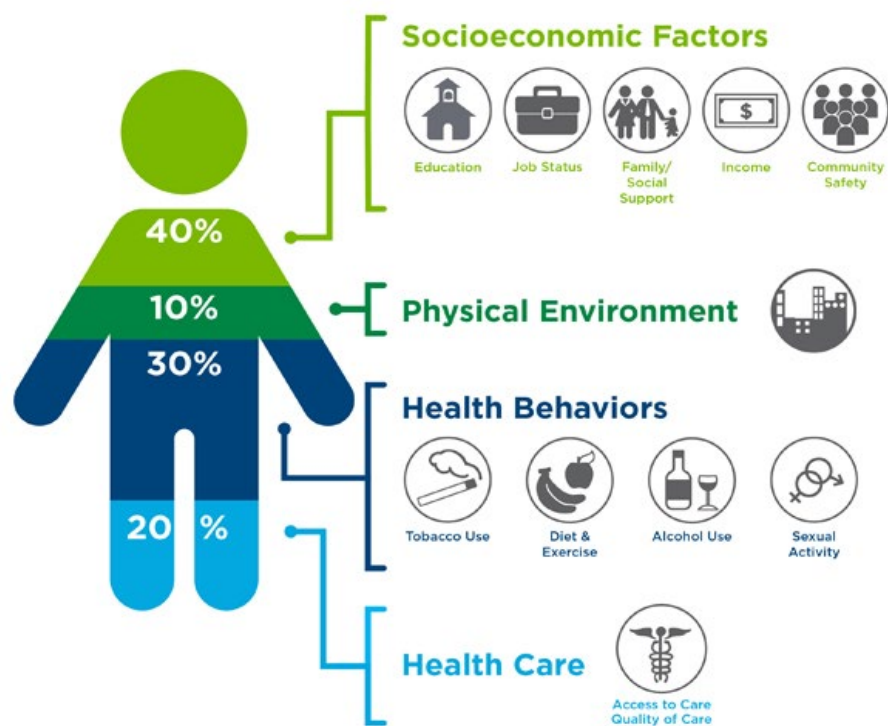 Socioeconomic Factors
$
Education
Job Status
Family/
Social
Support
Income
Community
Safety
40%
10%
Physical Environment
30%
Health Behaviors
Tobacco Use
Diet &
Exercise
Alcohol Use
Sexual
Activity
20 %
Health Care
Access to Care
Quality of Care